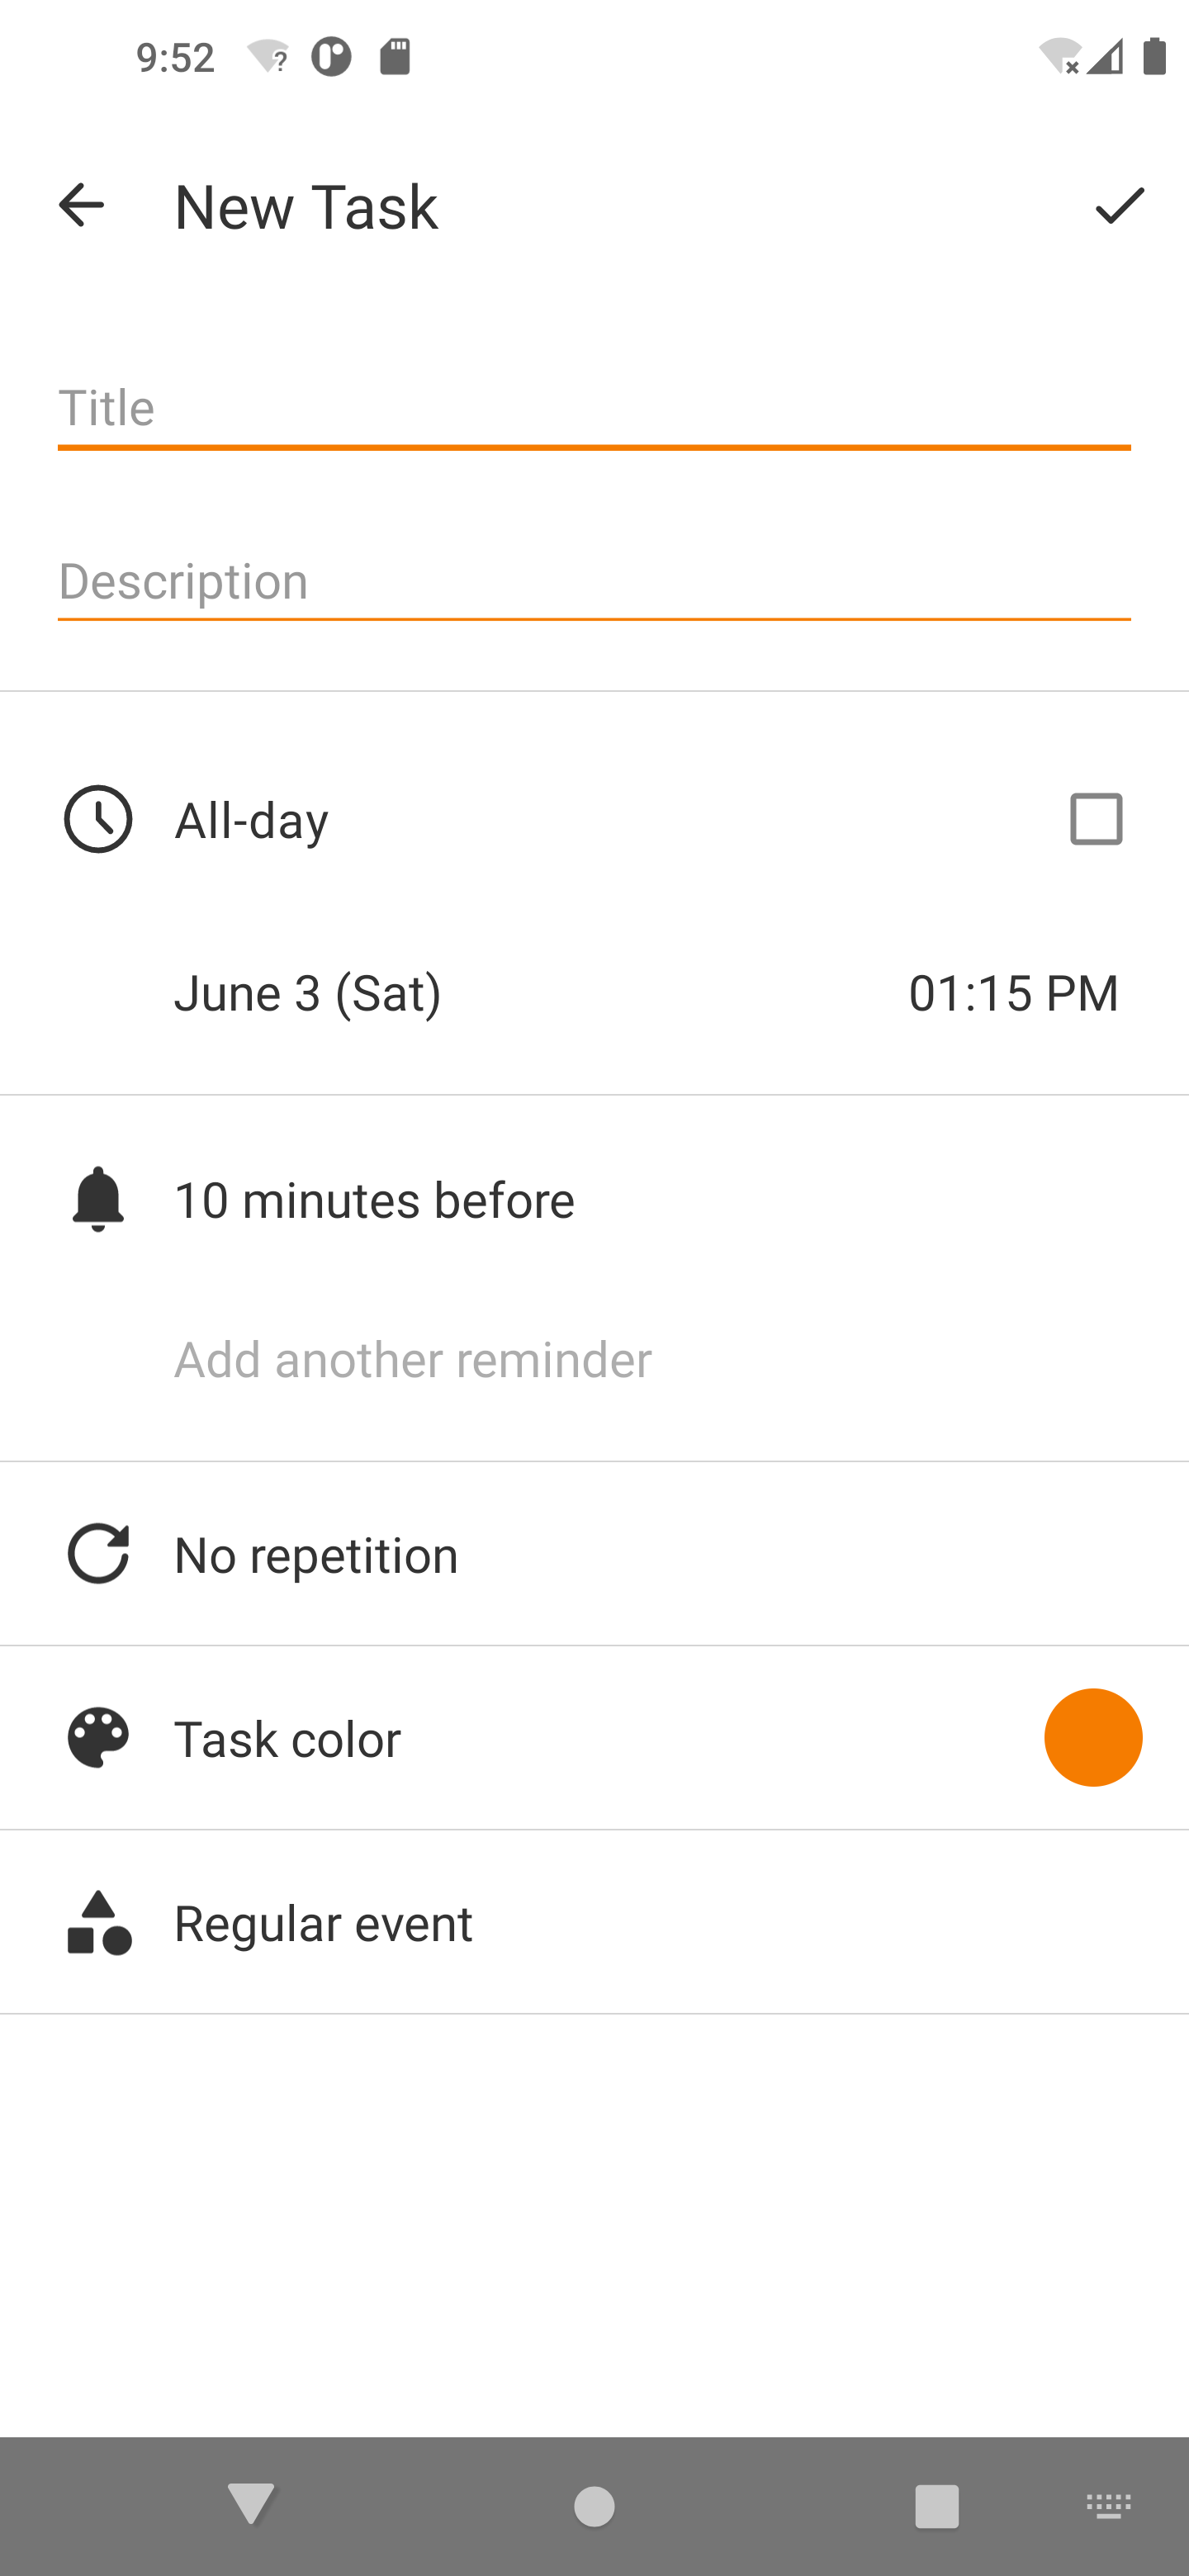 9:52
New Task
Title
Description
All-day
June 3 (Sat) 01:15 PM
10 minutes before
Add another reminder
No repetition
Task color
Regular event